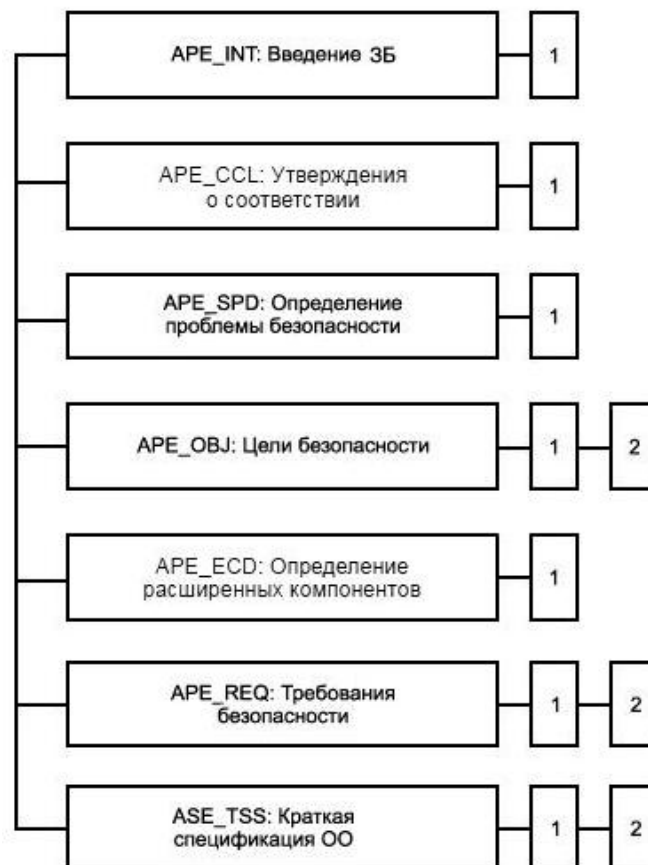 APE_INT: Введение ЗБ
1
APE_CCL: Утверждения
о соответствии
1
APE_SPD: Определение
проблемы безопасности
1
APE_OBJ: Цели безопасности
1
2
APE_ECD: Определение
расширенных компонентов
1
APE_REQ: Требования
безопасности
1
2
ASE_TSS: Краткая
спецификация ОО
1
2